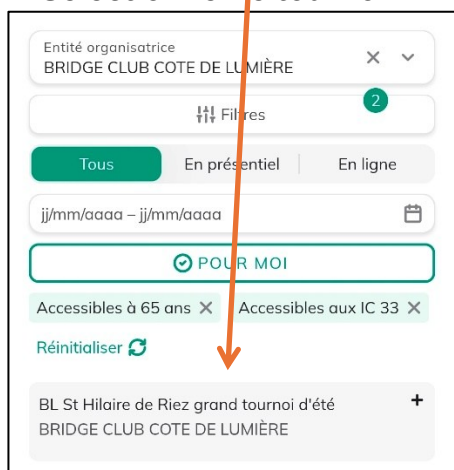 Entité organisatrice
BRIDGE CLUB COTE DE LUMIÈRE
Filtres
2
Tous En présentiel En ligne
jj/mm/aaaa – jj/mm/aaaa
POUR MOI
Accessibles à 65 ans × Accessibles aux IC 33 ×
Réinitialiser
BL St Hilaire de Riez grand tournoi d'été +
BRIDGE CLUB COTE DE LUMIÈRE